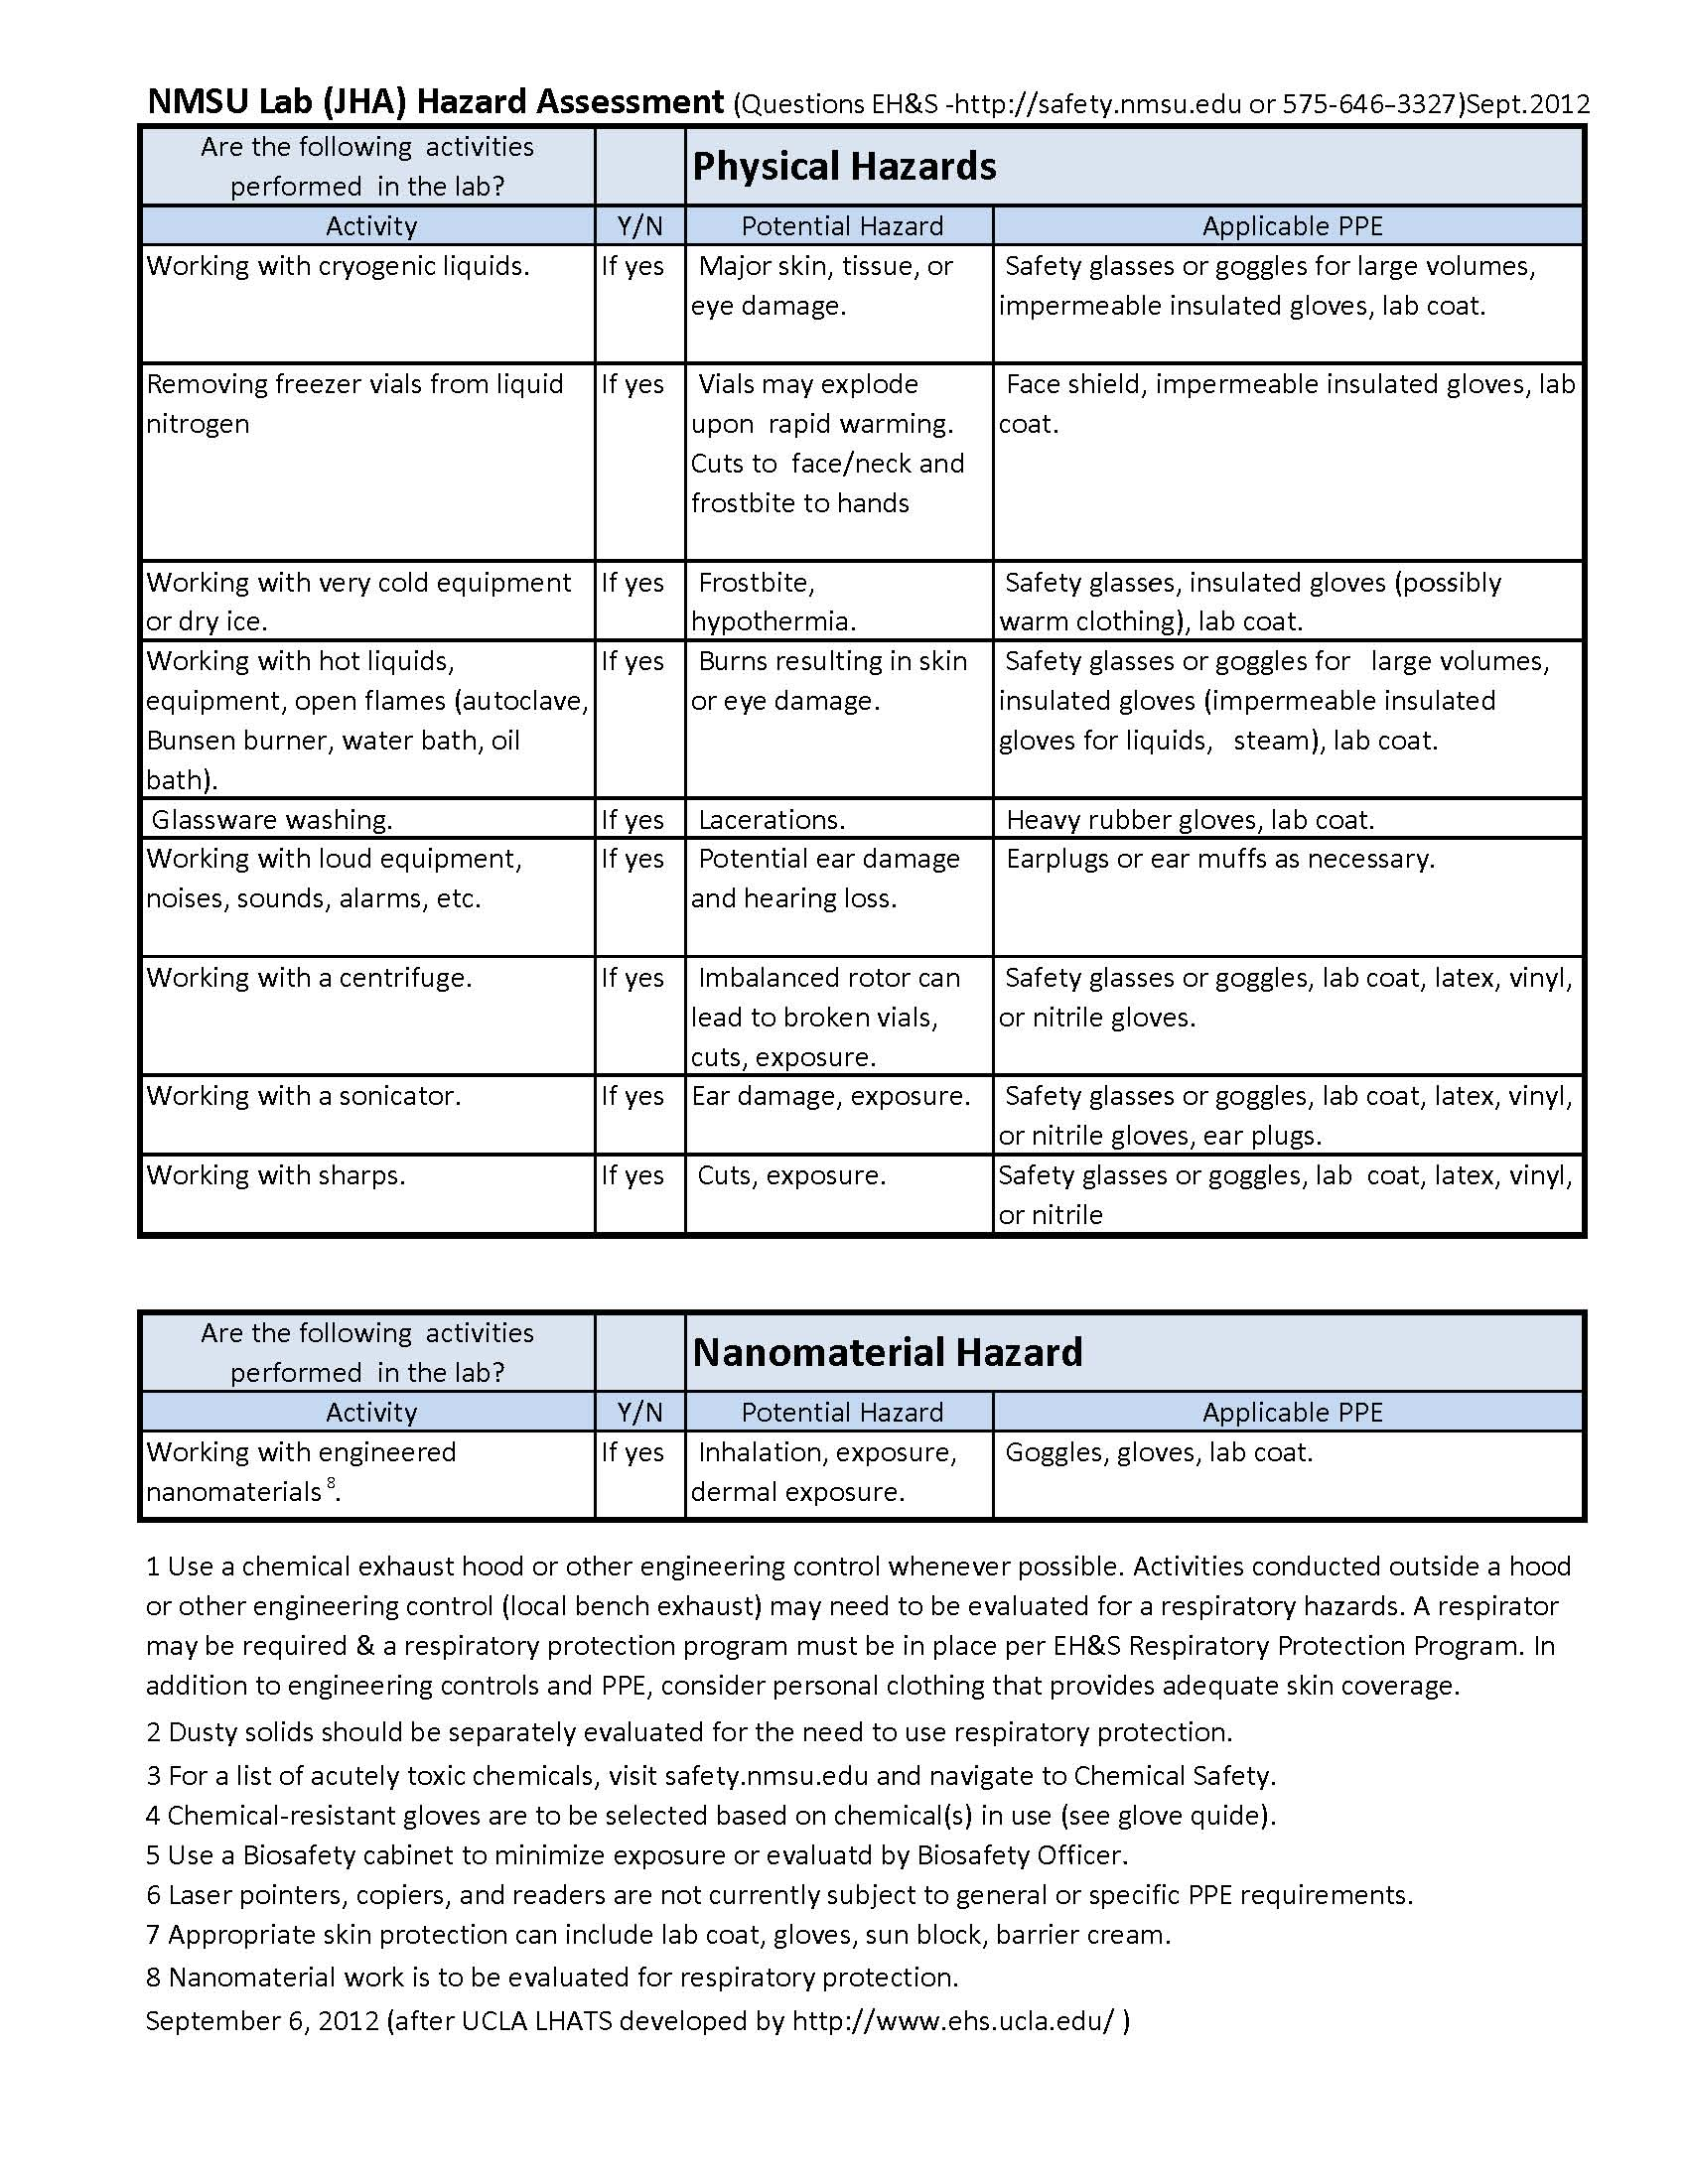 NMSU Lab (JHA) Hazard Assessment (Questions EH&S -http://safety.nmsu.edu or 575-646-3327)Sept.2012
Are the following activities
performed in the lab?
Physical Hazards
Activity Y/N Potential Hazard Applicable PPE
Working with cryogenic liquids.
If yes
Major skin, tissue, or
eye damage.
Safety glasses or goggles for large volumes,
impermeable insulated gloves, lab coat.
Removing freezer vials from liquid
nitrogen
If yes
Vials may explode
upon rapid warming.
Cuts to face/neck and
frostbite to hands
Face shield, impermeable insulated gloves, lab
coat.
Working with very cold equipment
or dry ice.
If yes
Frostbite,
hypothermia.
Safety glasses, insulated gloves (possibly
warm clothing), lab coat.
Working with hot liquids,
equipment, open flames (autoclave,
Bunsen burner, water bath, oil
bath).
If yes
Burns resulting in skin
or eye damage.
Safety glasses or goggles for large volumes,
insulated gloves (impermeable insulated
gloves for liquids, steam), lab coat.
Glassware washing.
If yes
Lacerations.
Heavy rubber gloves, lab coat.
Working with loud equipment,
noises, sounds, alarms, etc.
If yes
Potential ear damage
and hearing loss.
Earplugs or ear muffs as necessary.
Working with a centrifuge.
If yes
Imbalanced rotor can
lead to broken vials,
cuts, exposure.
Safety glasses or goggles, lab coat, latex, vinyl,
or nitrile gloves.
Working with a sonicator.
If yes
Ear damage, exposure.
Safety glasses or goggles, lab coat, latex, vinyl,
or nitrile gloves, ear plugs.
Working with sharps.
If yes
Cuts, exposure.
Safety glasses or goggles, lab coat, latex, vinyl,
or nitrile
Are the following activities
performed in the lab?
Nanomaterial Hazard
Activity Y/N Potential Hazard Applicable PPE
Working with engineered
nanomaterials 8.
If yes
Inhalation, exposure,
dermal exposure.
Goggles, gloves, lab coat.
1 Use a chemical exhaust hood or other engineering control whenever possible. Activities conducted outside a hood
or other engineering control (local bench exhaust) may need to be evaluated for a respiratory hazards. A respirator
may be required & a respiratory protection program must be in place per EH&S Respiratory Protection Program. In
addition to engineering controls and PPE, consider personal clothing that provides adequate skin coverage.
2 Dusty solids should be separately evaluated for the need to use respiratory protection.
3 For a list of acutely toxic chemicals, visit safety.nmsu.edu and navigate to Chemical Safety.
4 Chemical-resistant gloves are to be selected based on chemical(s) in use (see glove quide).
5 Use a Biosafety cabinet to minimize exposure or evaluatd by Biosafety Officer.
6 Laser pointers, copiers, and readers are not currently subject to general or specific PPE requirements.
7 Appropriate skin protection can include lab coat, gloves, sun block, barrier cream.
8 Nanomaterial work is to be evaluated for respiratory protection.
September 6, 2012 (after UCLA LHATS developed by http://www.ehs.ucla.edu/ )